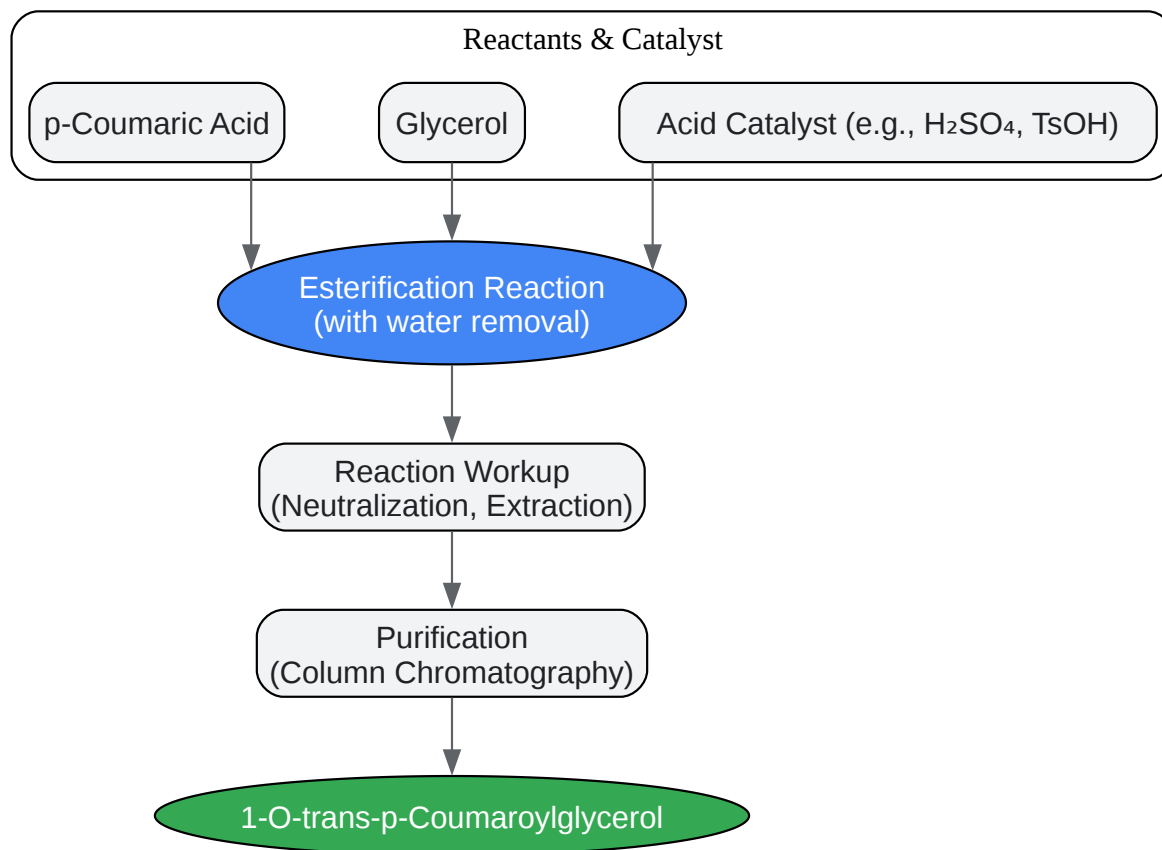 Reactants & Catalyst
p-Coumaric Acid
Glycerol
Acid Catalyst (e.g., H₂SO₄, TsOH)
Esterification Reaction
(with water removal)
Reaction Workup
(Neutralization, Extraction)
Purification
(Column Chromatography)
1-O-trans-p-Coumaroylglycerol